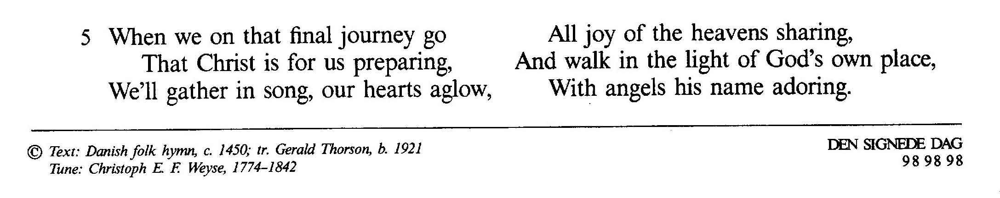 5 When we on that final journey go
That Christ is for us preparing,
We'll gather in song, our hearts aglow,
All joy of the heavens sharing,
And walk in the light of God's own place,
With angels his name adoring.
© Text: Danish folk hymn, c. 1450; tr. Gerald Thorson, b. 1921
Tune: Christoph E. F. Weyse, 1774–1842
DEN SIGNEDE DAG
98 98 98